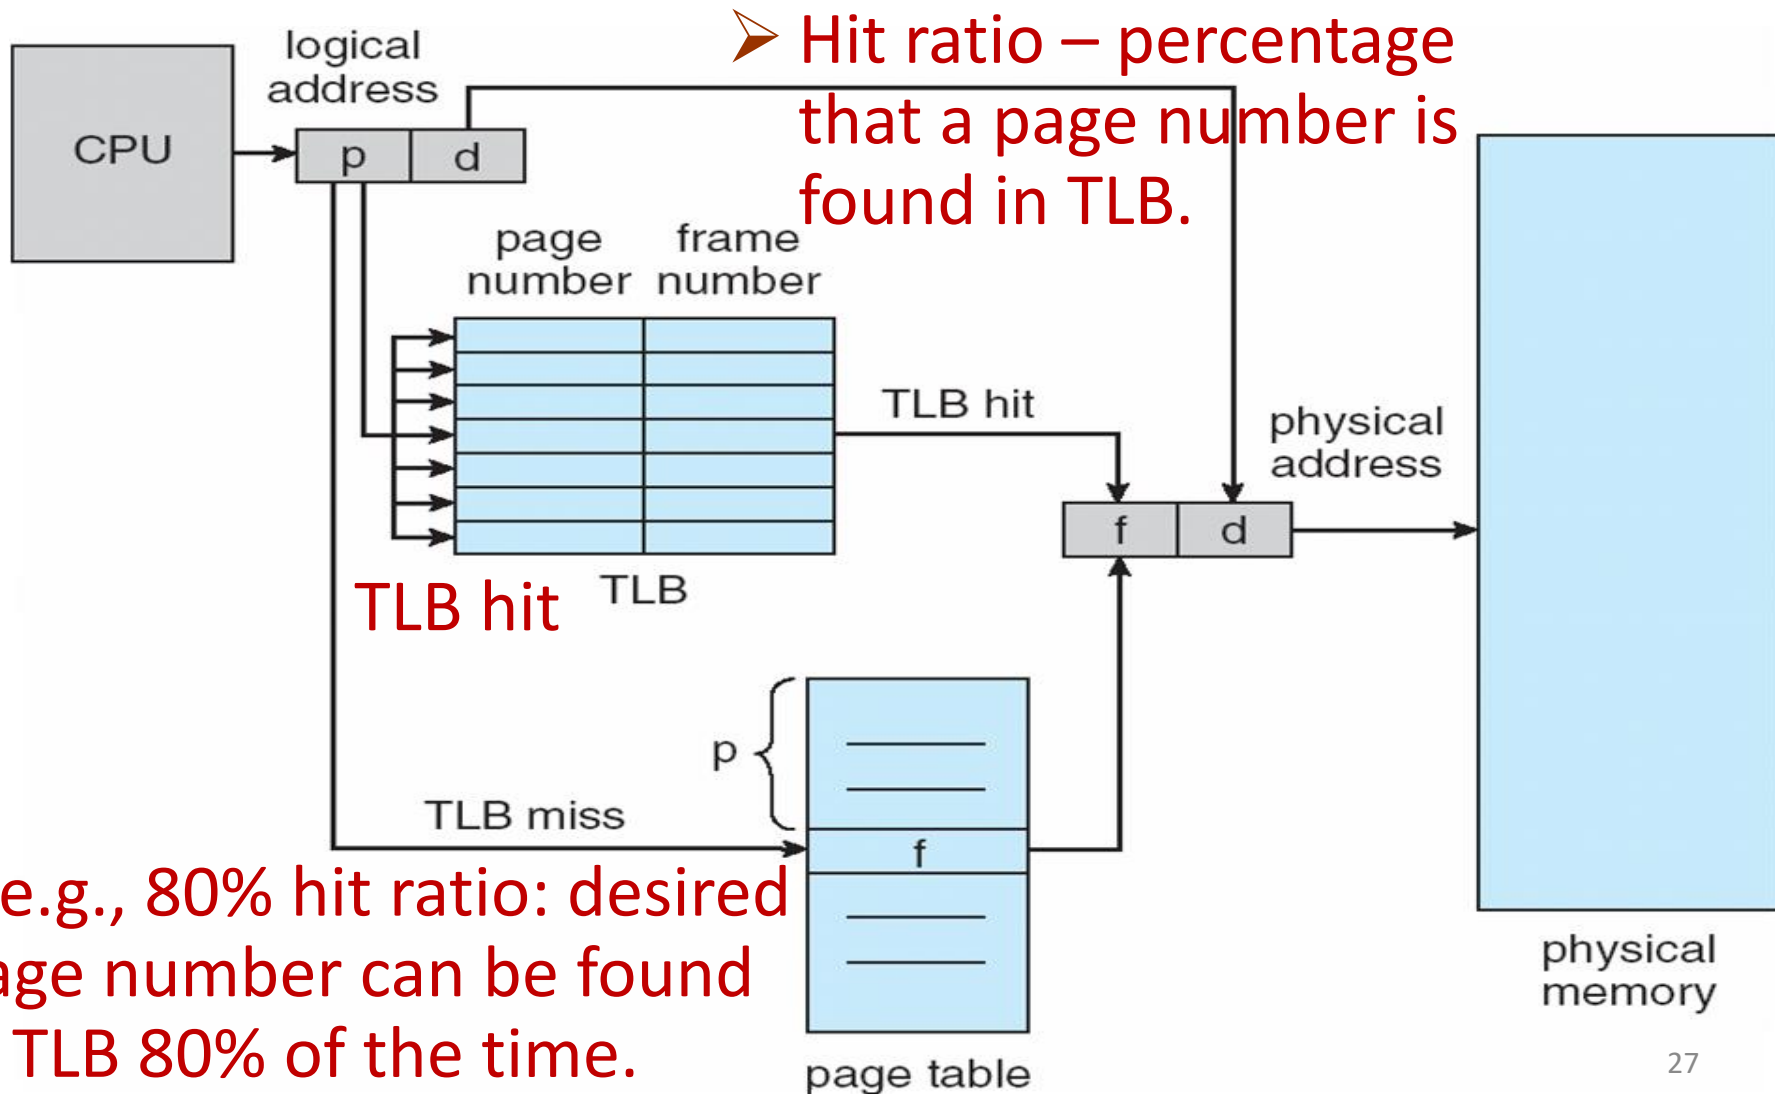 ➢ Hit ratio – percentage
that a page number is
found in TLB.
logical
address
CPU
p d
page frame
number number
TLB hit
physical
address
f d
TLB hit
TLB
p
TLB miss
f
e.g., 80% hit ratio: desired
age number can be found
TLB 80% of the time.
page table
physical
memory
27